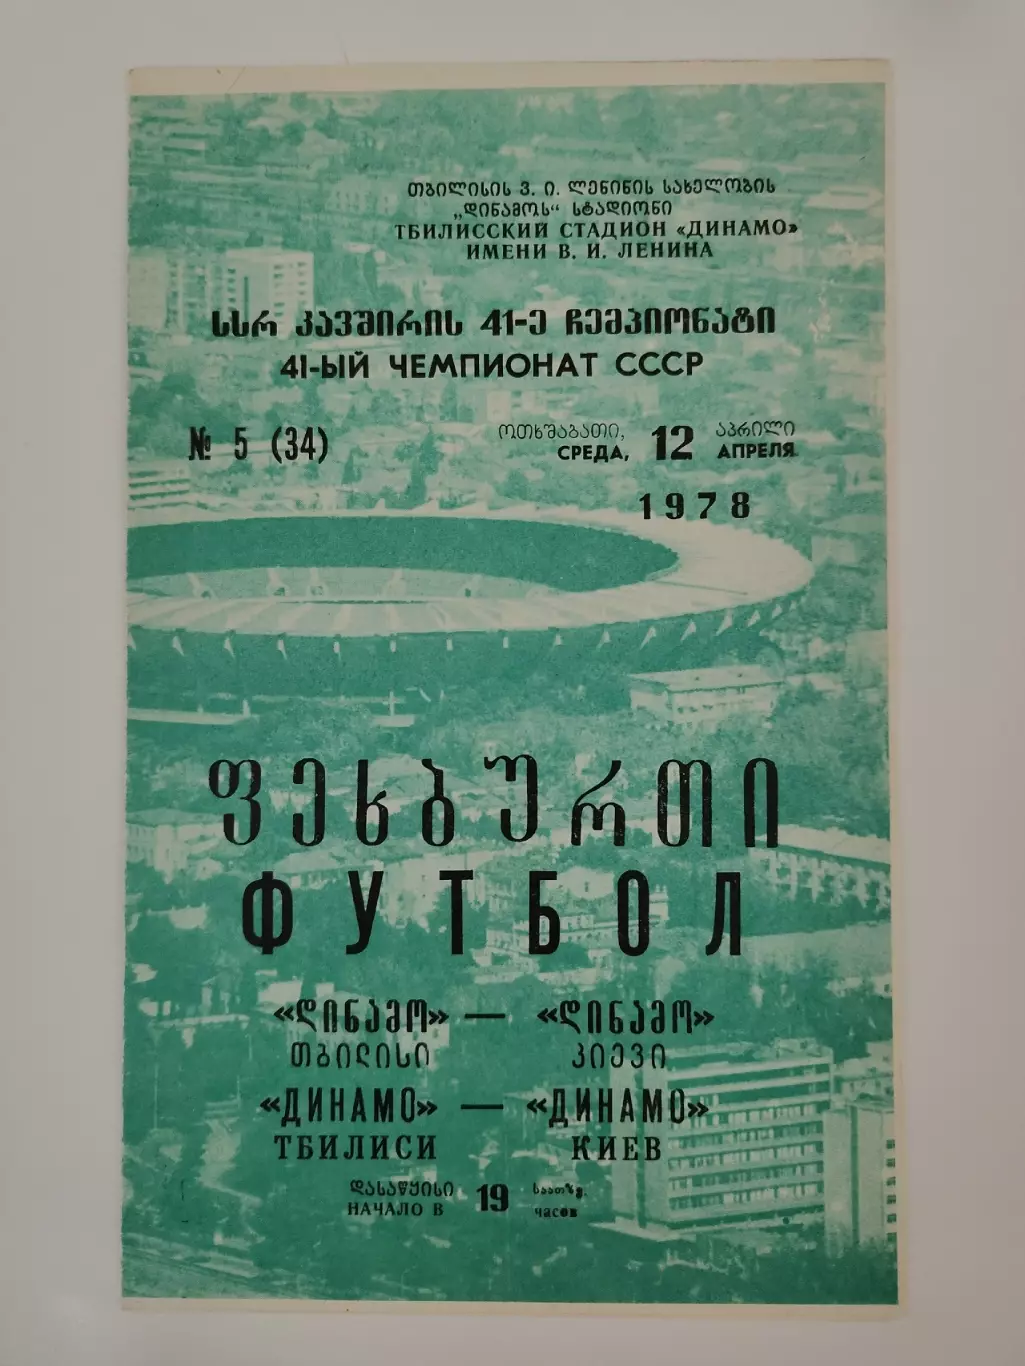 თბილისის ვ. ი. ლენინის სახელობის
„დინამოს“ სტადიონი
ТБИЛИССКИЙ СТАДИОН «ДИНАМО»
ИМЕНИ В. И. ЛЕНИНА
სსრ კავშირის 41-ე ჩემპიონატი
41-ЫЙ ЧЕМПИОНАТ СССР
№ 5 (34)
ოთხშაბათი, 12 აპრილი
СРЕДА, АПРЕЛЯ
1978
ფეხბურთი
ФУТБОЛ
«დინამო» — «დინამო»
თბილისი კიევი
«ДИНАМО» — «ДИНАМО»
ТБИЛИСИ КИЕВ
დასაწყისი 19 საათზე.
НАЧАЛО В часов